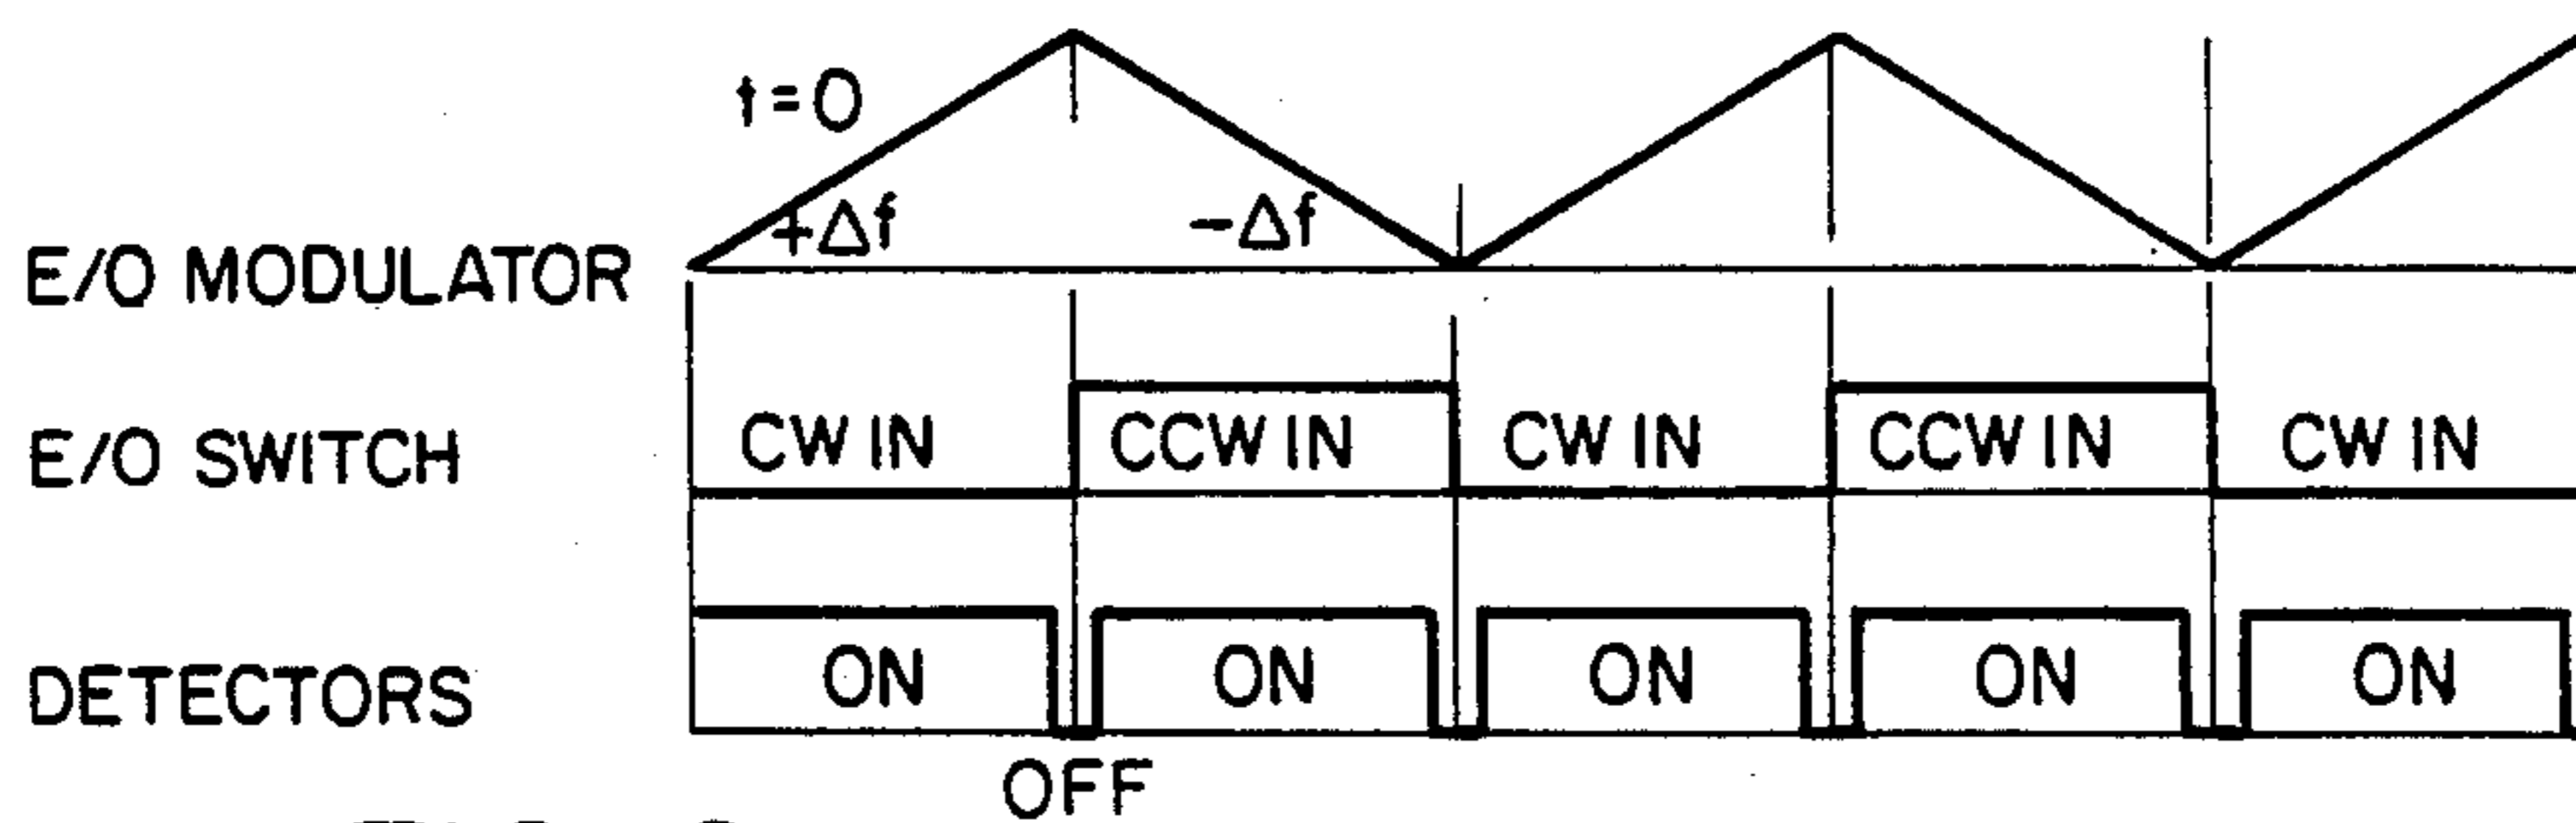 t=0
+Δf -Δf
E/O MODULATOR
E/O SWITCH CW IN CCW IN CW IN CCW IN CW IN
DETECTORS ON ON ON ON ON
OFF